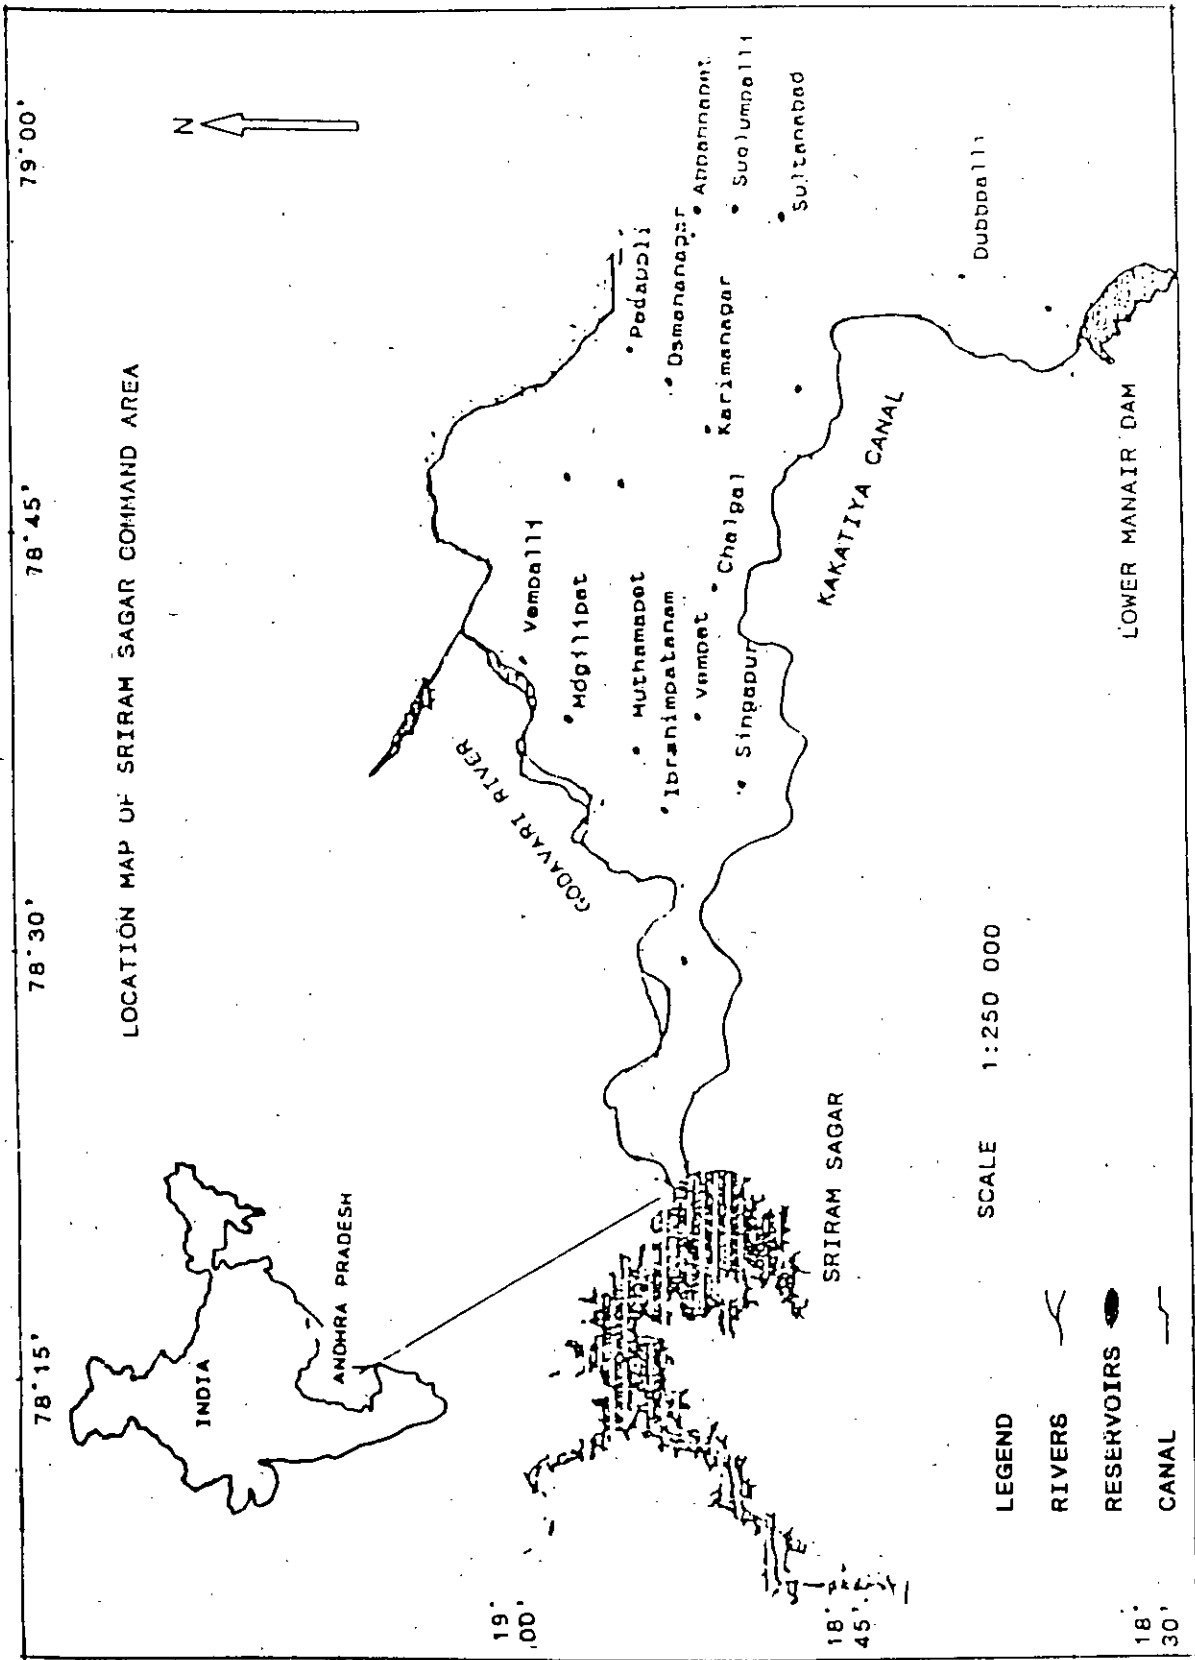 78°15'
78°30'
78°45'
79°00'
LOCATION MAP OF SRIRAM SAGAR COMMAND AREA
N
INDIA
ANDHRA PRADESH
19°
00'
GODAVARI RIVER
Vempalli
Mdgilipet
Muthamapet
Ibrahimpatanam
Vempet
Singapur
Chalgal
Karimanagar
Osmananagar
Pedapali
Sultanabad
Dubbpalli
KAKATIYA CANAL
18°
45'
SRIRAM SAGAR
LOWER MANAIR DAM
SCALE 1:250 000
LEGEND
RIVERS
RESERVOIRS
CANAL
18°
30'